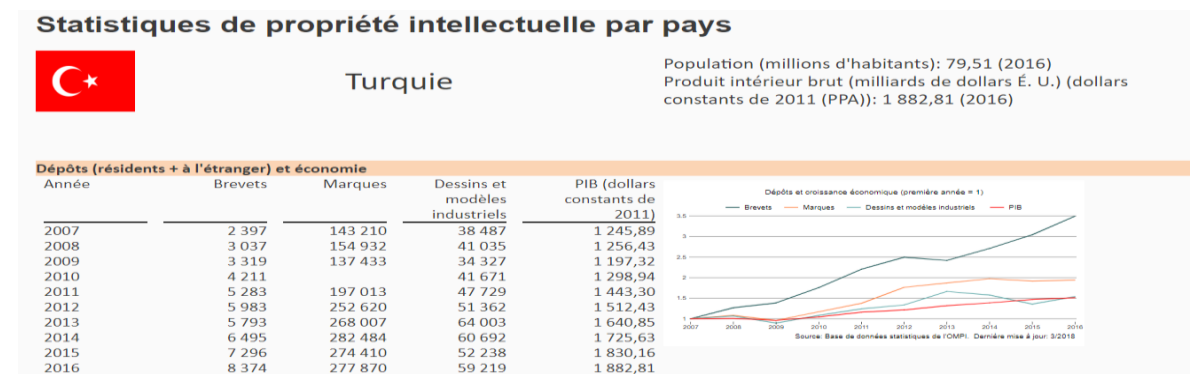 Statistiques de propriété intellectuelle par pays
Turquie
Population (millions d'habitants): 79,51 (2016)
Produit intérieur brut (milliards de dollars É. U.) (dollars
constants de 2011 (PPA)): 1 882,81 (2016)
Dépôts (résidents + à l'étranger) et économie
Année Brevets Marques Dessins et PIB (dollars
modèles constants de
industriels 2011)
2007 2 397 143 210 38 487 1 245,89
2008 3 037 154 932 41 035 1 256,43
2009 3 319 137 433 34 327 1 197,32
2010 4 211 41 671 1 298,94
2011 5 283 197 013 47 729 1 443,30
2012 5 983 252 620 51 362 1 512,43
2013 5 793 268 007 64 003 1 640,85
2014 6 495 282 484 60 692 1 725,63
2015 7 296 274 410 52 238 1 830,16
2016 8 374 277 870 59 219 1 882,81
Dépôts et croissance économique (première année = 1)
Brevets Marques Dessins et modèles industriels PIB
3.5
3
2.5
2
1.5
1
2007 2008 2009 2010 2011 2012 2013 2014 2015 2016
Source: Base de données statistiques de l'OMPI. Dernière mise à jour: 3/2018